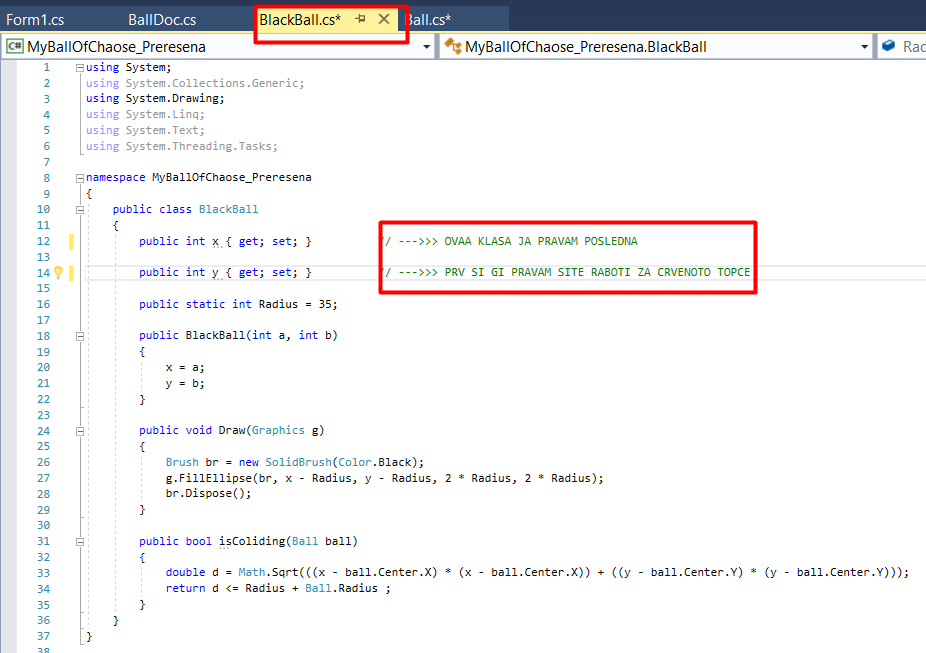 Form1.cs BallDoc.cs BlackBall.cs* Ball.cs*
C# MyBallOfChaose_Preresena MyBallOfChaose_Preresena.BlackBall
1 using System;
2 using System.Collections.Generic;
3 using System.Drawing;
4 using System.Linq;
5 using System.Text;
6 using System.Threading.Tasks;
7
8 namespace MyBallOfChaose_Preresena
9 {
10 public class BlackBall
11 {
12 public int x { get; set; } // --->>> OVAA KLASA JA PRAVAM POSLEDNA
13
14 public int y { get; set; } // --->>> PRV SI GI PRAVAM SITE RABOTI ZA CRVENOTO TOPCE
15
16 public static int Radius = 35;
17
18 public BlackBall(int a, int b)
19 {
20 x = a;
21 y = b;
22 }
23
24 public void Draw(Graphics g)
25 {
26 Brush br = new SolidBrush(Color.Black);
27 g.FillEllipse(br, x - Radius, y - Radius, 2 * Radius, 2 * Radius);
28 br.Dispose();
29 }
30
31 public bool isColiding(Ball ball)
32 {
33 double d = Math.Sqrt(((x - ball.Center.X) * (x - ball.Center.X)) + ((y - ball.Center.Y) * (y - ball.Center.Y)));
34 return d <= Radius + Ball.Radius ;
35 }
36 }
37 }
38